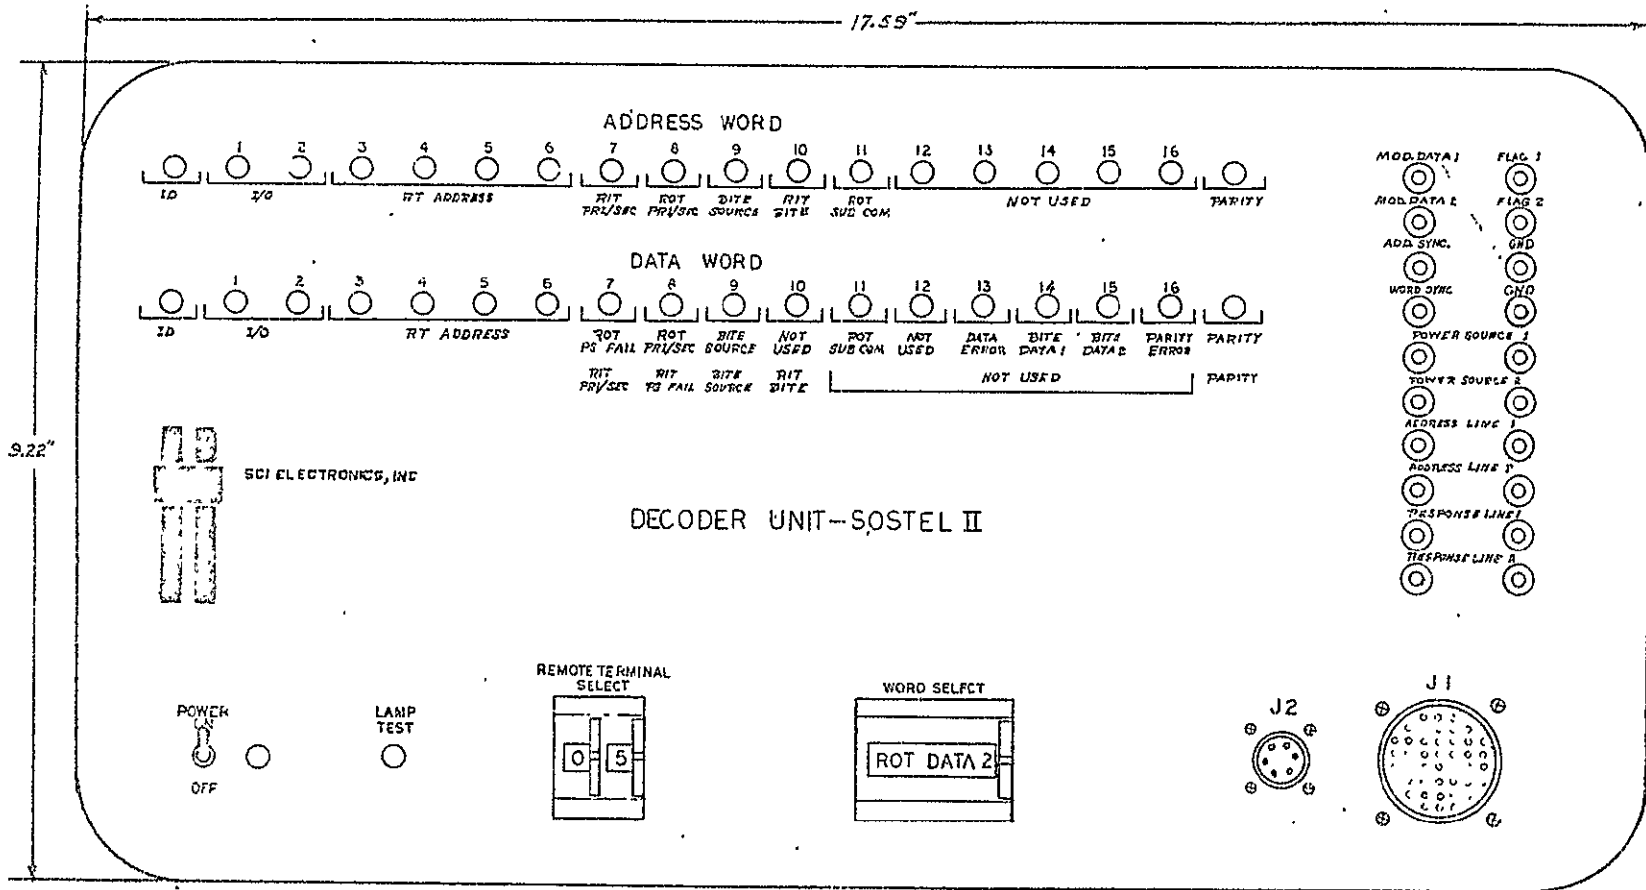 17.59"
9.22"
ADDRESS WORD
1 2 3 4 5 6 7 8 9 10 11 12 13 14 15 16
ID I/O RT ADDRESS RIT PRI/SEC ROT PRI/SEC BITE SOURCE RIT BITE ROT SUB COM NOT USED PARITY
DATA WORD
1 2 3 4 5 6 7 8 9 10 11 12 13 14 15 16
ID I/O RT ADDRESS ROT PS FAIL ROT PRI/SEC BITE SOURCE NOT USED ROT SUB COM NOT USED DATA ERROR BITE DATA 1 BITE DATA 2 PARITY ERROR PARITY
RIT PRI/SEC RIT PS FAIL BITE SOURCE RIT BITE NOT USED PARITY
MOD. DATA 1 FLAG 1
MOD. DATA 2 FLAG 2
ADD. SYNC. GND
WORD SYNC GND
POWER SOURCE 1
POWER SOURCE 2
ADDRESS LINE 1
ADDRESS LINE 2
RESPONSE LINE 1
RESPONSE LINE 2
SCI ELECTRONICS, INC
DECODER UNIT-SOSTEL II
POWER
ON
OFF
LAMP
TEST
REMOTE TERMINAL
SELECT
0 5
WORD SELECT
ROT DATA 2
J2
J1